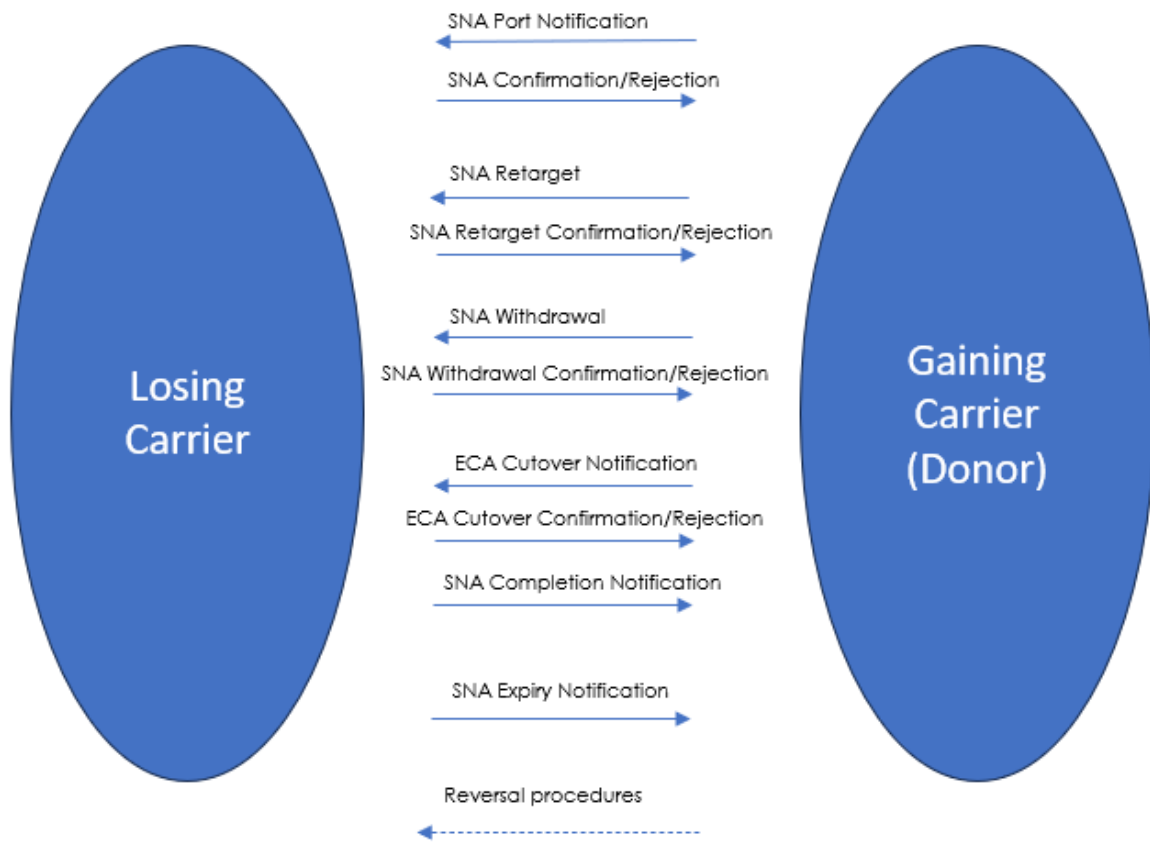 SNA Port Notification
SNA Confirmation/Rejection
SNA Retarget
SNA Retarget Confirmation/Rejection
SNA Withdrawal
SNA Withdrawal Confirmation/Rejection
ECA Cutover Notification
ECA Cutover Confirmation/Rejection
SNA Completion Notification
SNA Expiry Notification
Reversal procedures
Losing
Carrier
Gaining
Carrier
(Donor)